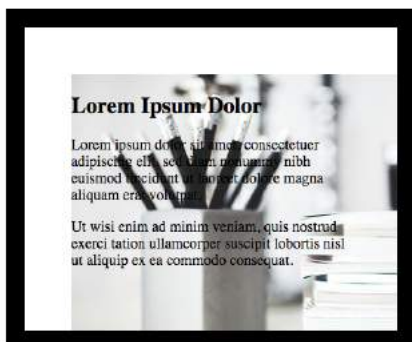 Lorem Ipsum Dolor
Lorem ipsum dolor sit amet, consectetuer
adipiscing elit, sed diam nonummy nibh
euismod tincidunt ut laoreet dolore magna
aliquam erat volutpat.
Ut wisi enim ad minim veniam, quis nostrud
exerci tation ullamcorper suscipit lobortis nisl
ut aliquip ex ea commodo consequat.